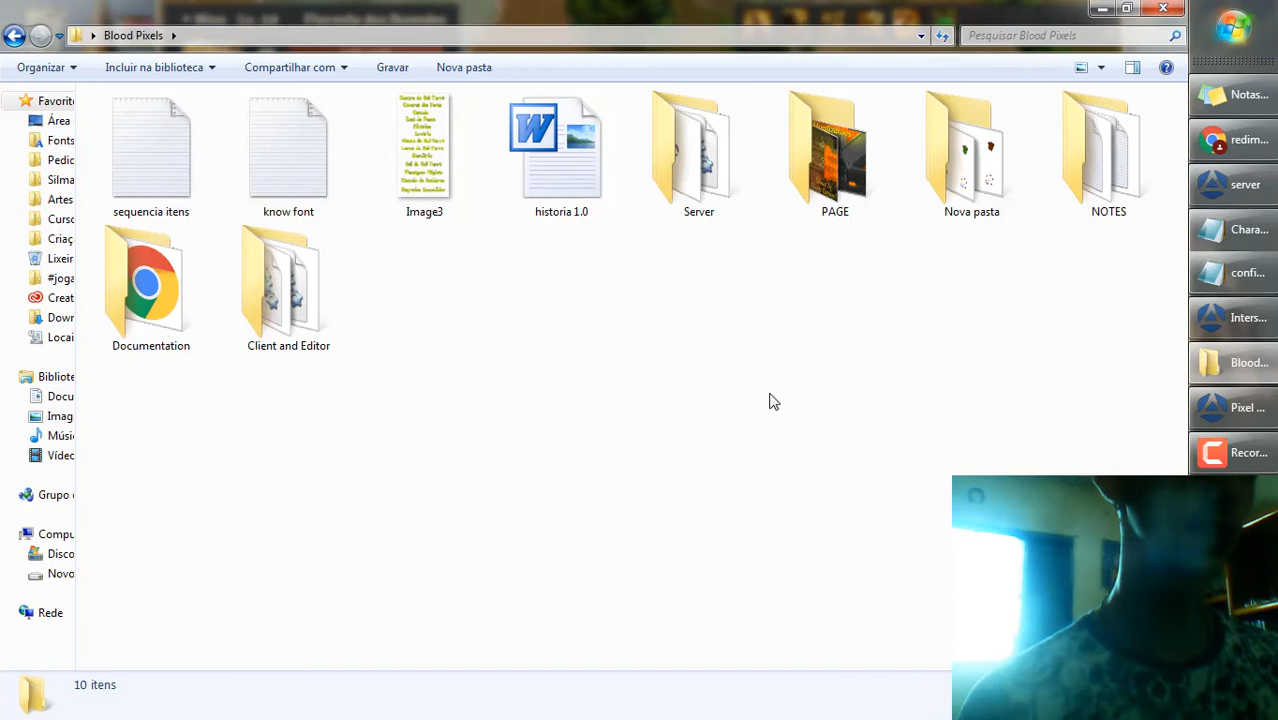 Blood Pixels
Pesquisar Blood Pixels
Organizar
Incluir na biblioteca
Compartilhar com
Gravar
Nova pasta
Favorit
Área
Fonts
Pedic
Silma
Artes
Curso
Criaç
Lixeir
#joga
Creat
Down
Locai
Bibliote
Docu
Imag
Músi
Vídec
Grupo
Compu
Disco
Novo
Rede
sequencia itens
know font
Image3
historia 1.0
Server
PAGE
Nova pasta
NOTES
Documentation
Client and Editor
10 itens
Notas...
redim...
server
Chara...
confi...
Inters...
Blood...
Pixel ...
Recor...